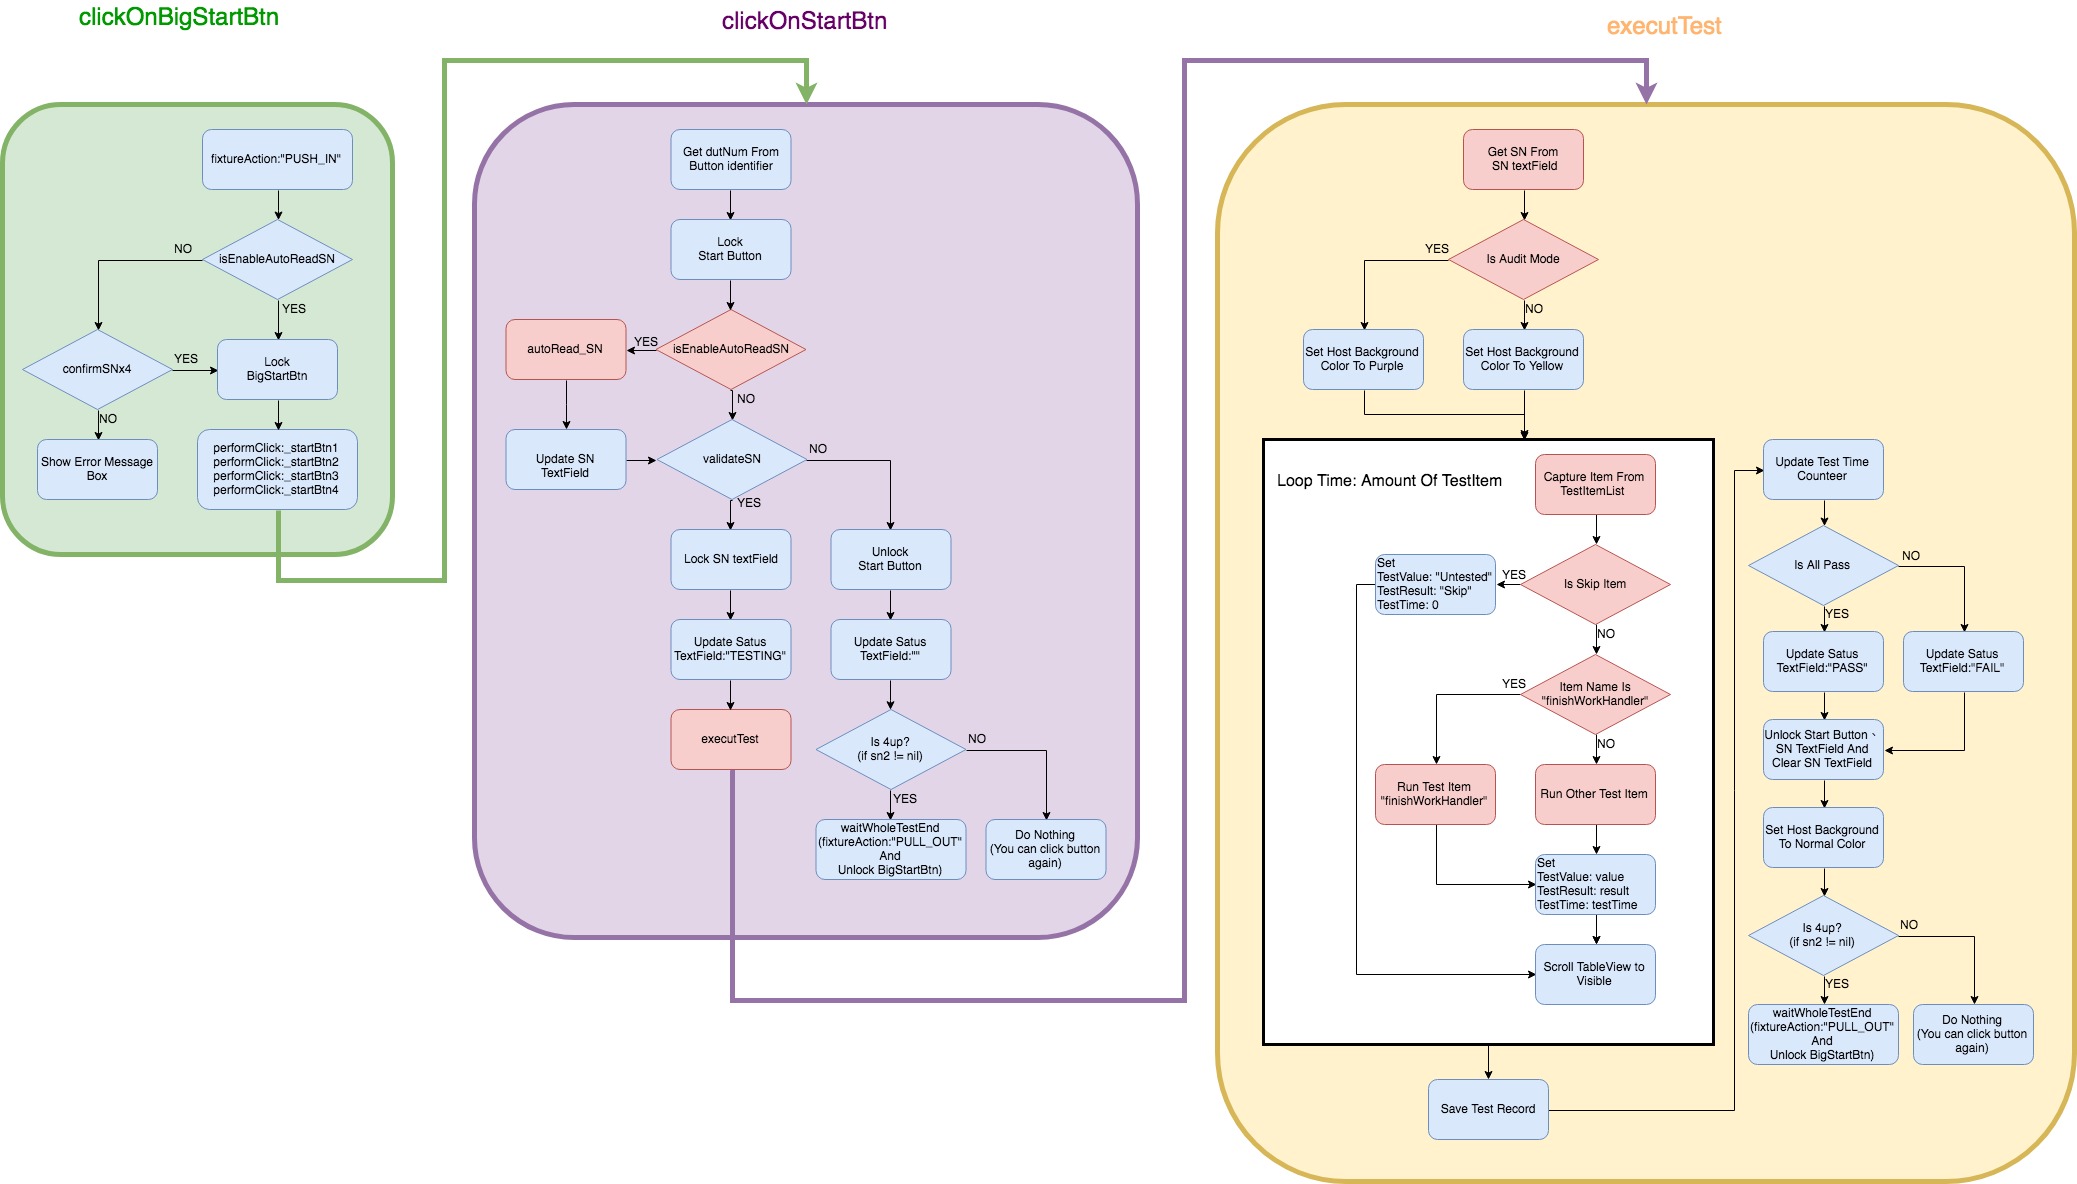 clickOnBigStartBtn
fixtureAction:"PUSH_IN"
NO
isEnableAutoReadSN
YES
confirmSNx4
YES
Lock
BigStartBtn
NO
Show Error Message
Box
performClick:_startBtn1
performClick:_startBtn2
performClick:_startBtn3
performClick:_startBtn4
clickOnStartBtn
Get dutNum From
Button identifier
Lock
Start Button
autoRead_SN
YES
isEnableAutoReadSN
NO
Update SN
TextField
validateSN
NO
YES
Lock SN textField
Unlock
Start Button
Update Satus
TextField:"TESTING"
Update Satus
TextField:""
executTest
Is 4up?
(if sn2 != nil)
NO
YES
waitWholeTestEnd
(fixtureAction:"PULL_OUT"
And
Unlock BigStartBtn)
Do Nothing
(You can click button
again)
executTest
Get SN From
SN textField
YES
Is Audit Mode
NO
Set Host Background
Color To Purple
Set Host Background
Color To Yellow
Loop Time: Amount Of TestItem
Capture Item From
TestItemList
Set
TestValue: "Untested"
TestResult: "Skip"
TestTime: 0
YES
Is Skip Item
NO
YES
Item Name Is
"finishWorkHandler"
NO
Run Test Item
"finishWorkHandler"
Run Other Test Item
Set
TestValue: value
TestResult: result
TestTime: testTime
Scroll TableView to
Visible
Save Test Record
Update Test Time
Counteer
Is All Pass
NO
YES
Update Satus
TextField:"PASS"
Update Satus
TextField:"FAIL"
Unlock Start Button、
SN TextField And
Clear SN TextField
Set Host Background
To Normal Color
Is 4up?
(if sn2 != nil)
NO
YES
waitWholeTestEnd
(fixtureAction:"PULL_OUT"
And
Unlock BigStartBtn)
Do Nothing
(You can click button
again)